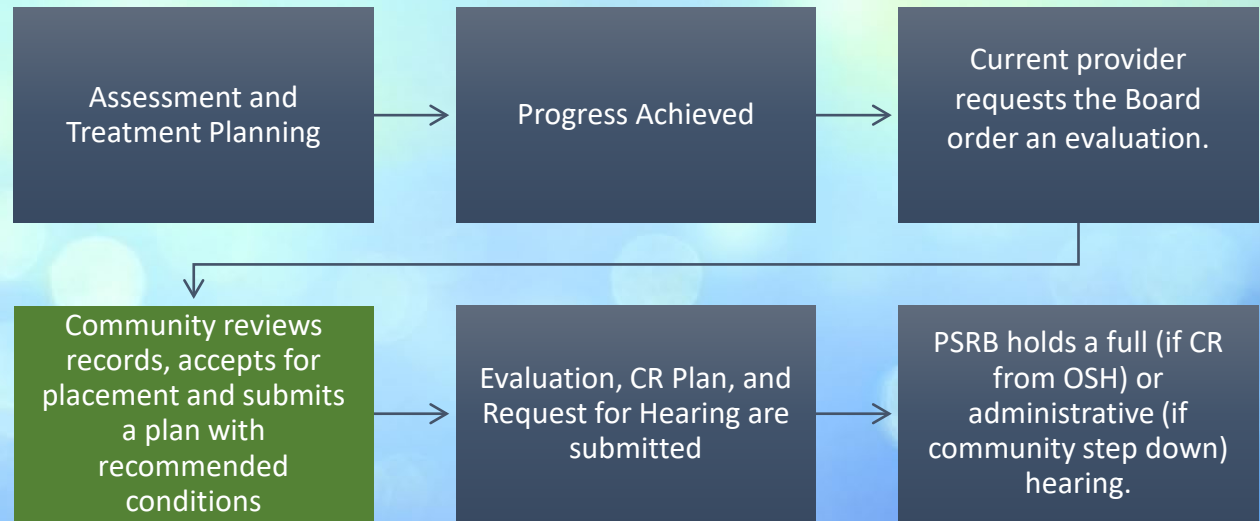 Assessment and
Treatment Planning
Progress Achieved
Current provider
requests the Board
order an evaluation.
Community reviews
records, accepts for
placement and submits
a plan with
recommended
conditions
Evaluation, CR Plan, and
Request for Hearing are
submitted
PSRB holds a full (if CR
from OSH) or
administrative (if
community step down)
hearing.